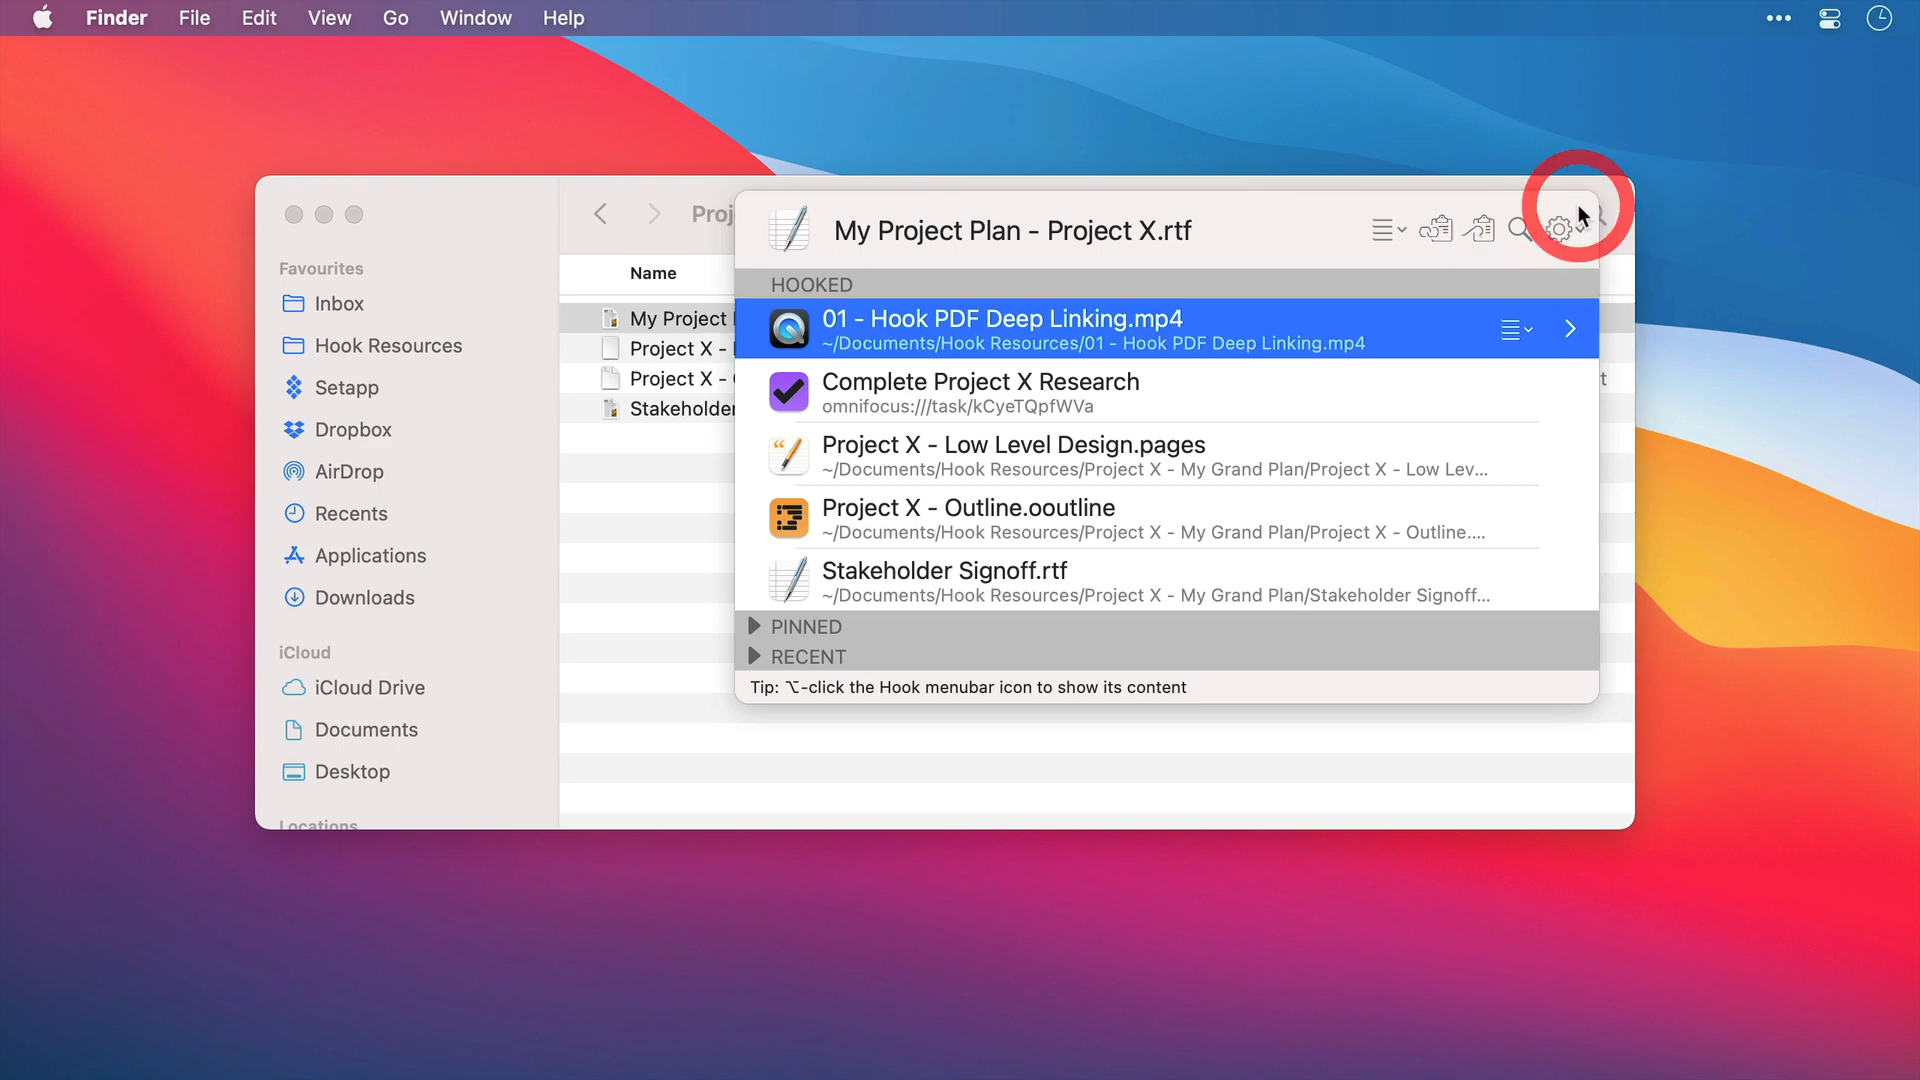 Finder File Edit View Go Window Help
My Project Plan - Project X.rtf
Name
My Project
Project X -
Project X -
Stakeholder
Favourites
Inbox
Hook Resources
Setapp
Dropbox
AirDrop
Recents
Applications
Downloads
iCloud
iCloud Drive
Documents
Desktop
Locations
HOOKED
01 - Hook PDF Deep Linking.mp4
~/Documents/Hook Resources/01 - Hook PDF Deep Linking.mp4
Complete Project X Research
omnifocus:///task/kCyeTQpfWVa
Project X - Low Level Design.pages
~/Documents/Hook Resources/Project X - My Grand Plan/Project X - Low Lev...
Project X - Outline.ooutline
~/Documents/Hook Resources/Project X - My Grand Plan/Project X - Outline....
Stakeholder Signoff.rtf
~/Documents/Hook Resources/Project X - My Grand Plan/Stakeholder Signoff...
PINNED
RECENT
Tip: ⌥-click the Hook menubar icon to show its content